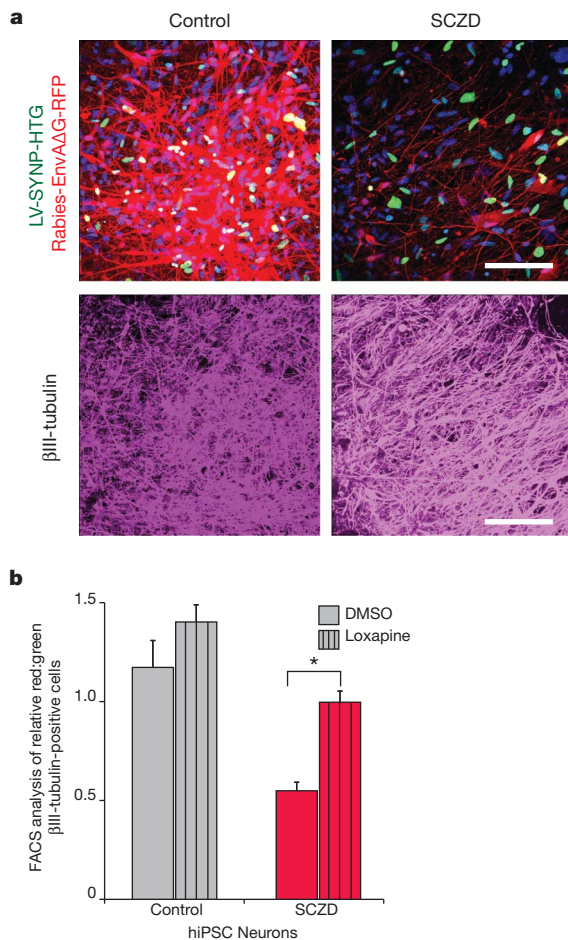 a
Control
SCZD
LV-SYNP-HTG
Rabies-EnvAΔG-RFP
βIII-tubulin
b
FACS analysis of relative red:green
βIII-tubulin-positive cells
1.5
1.0
0.5
0
DMSO
Loxapine
*
Control
SCZD
hiPSC Neurons